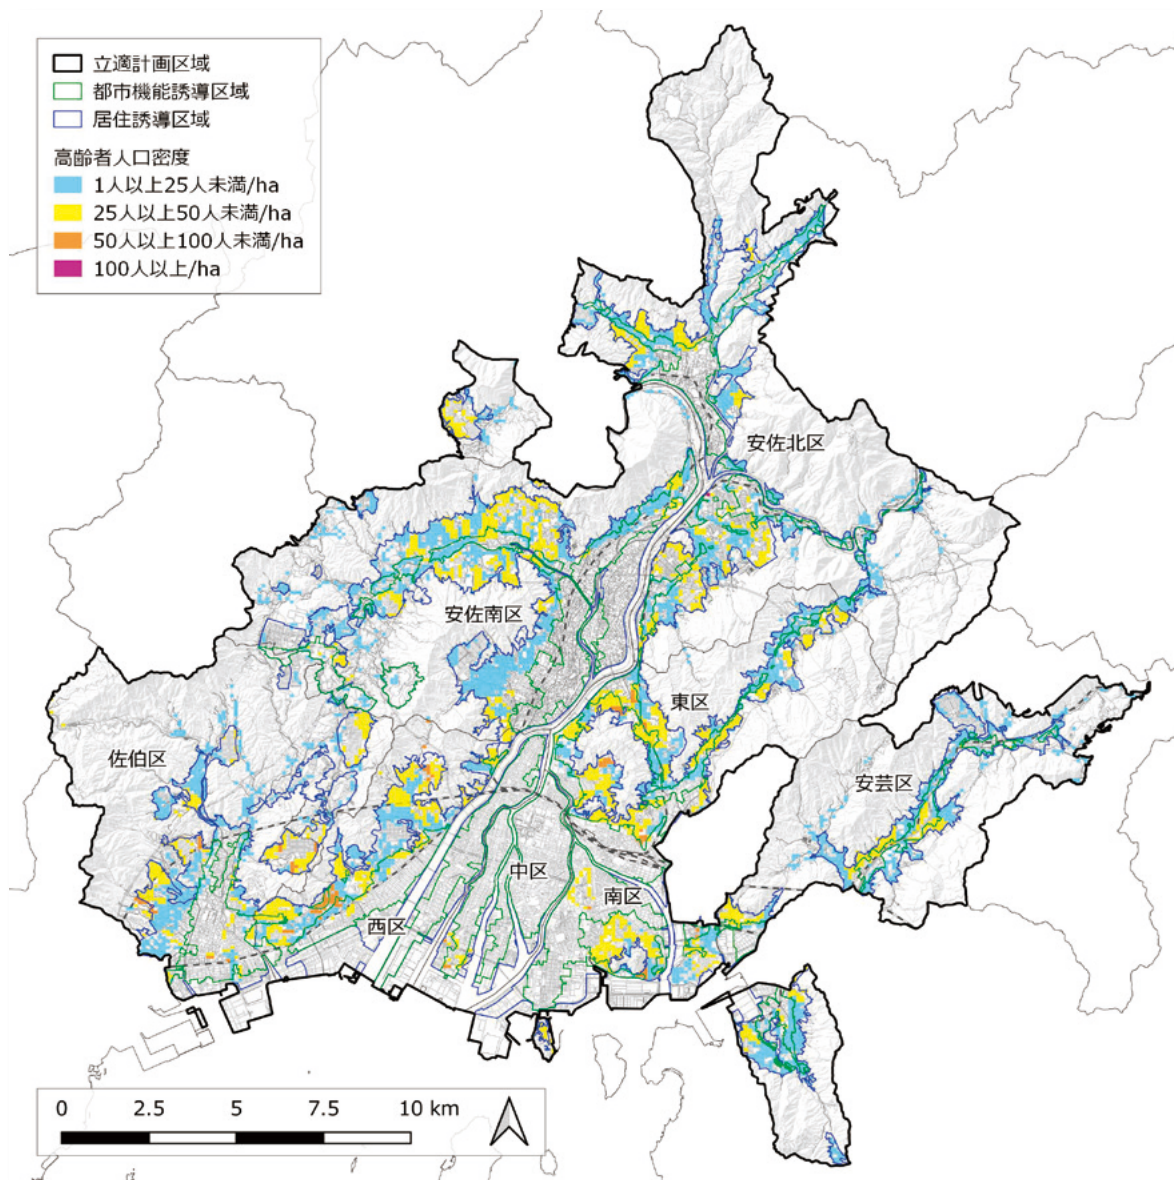 立適計画区域
都市機能誘導区域
居住誘導区域
高齢者人口密度
1人以上25人未満/ha
25人以上50人未満/ha
50人以上100人未満/ha
100人以上/ha
安佐北区
安佐南区
東区
佐伯区
安芸区
中区
南区
西区
0 2.5 5 7.5 10 km